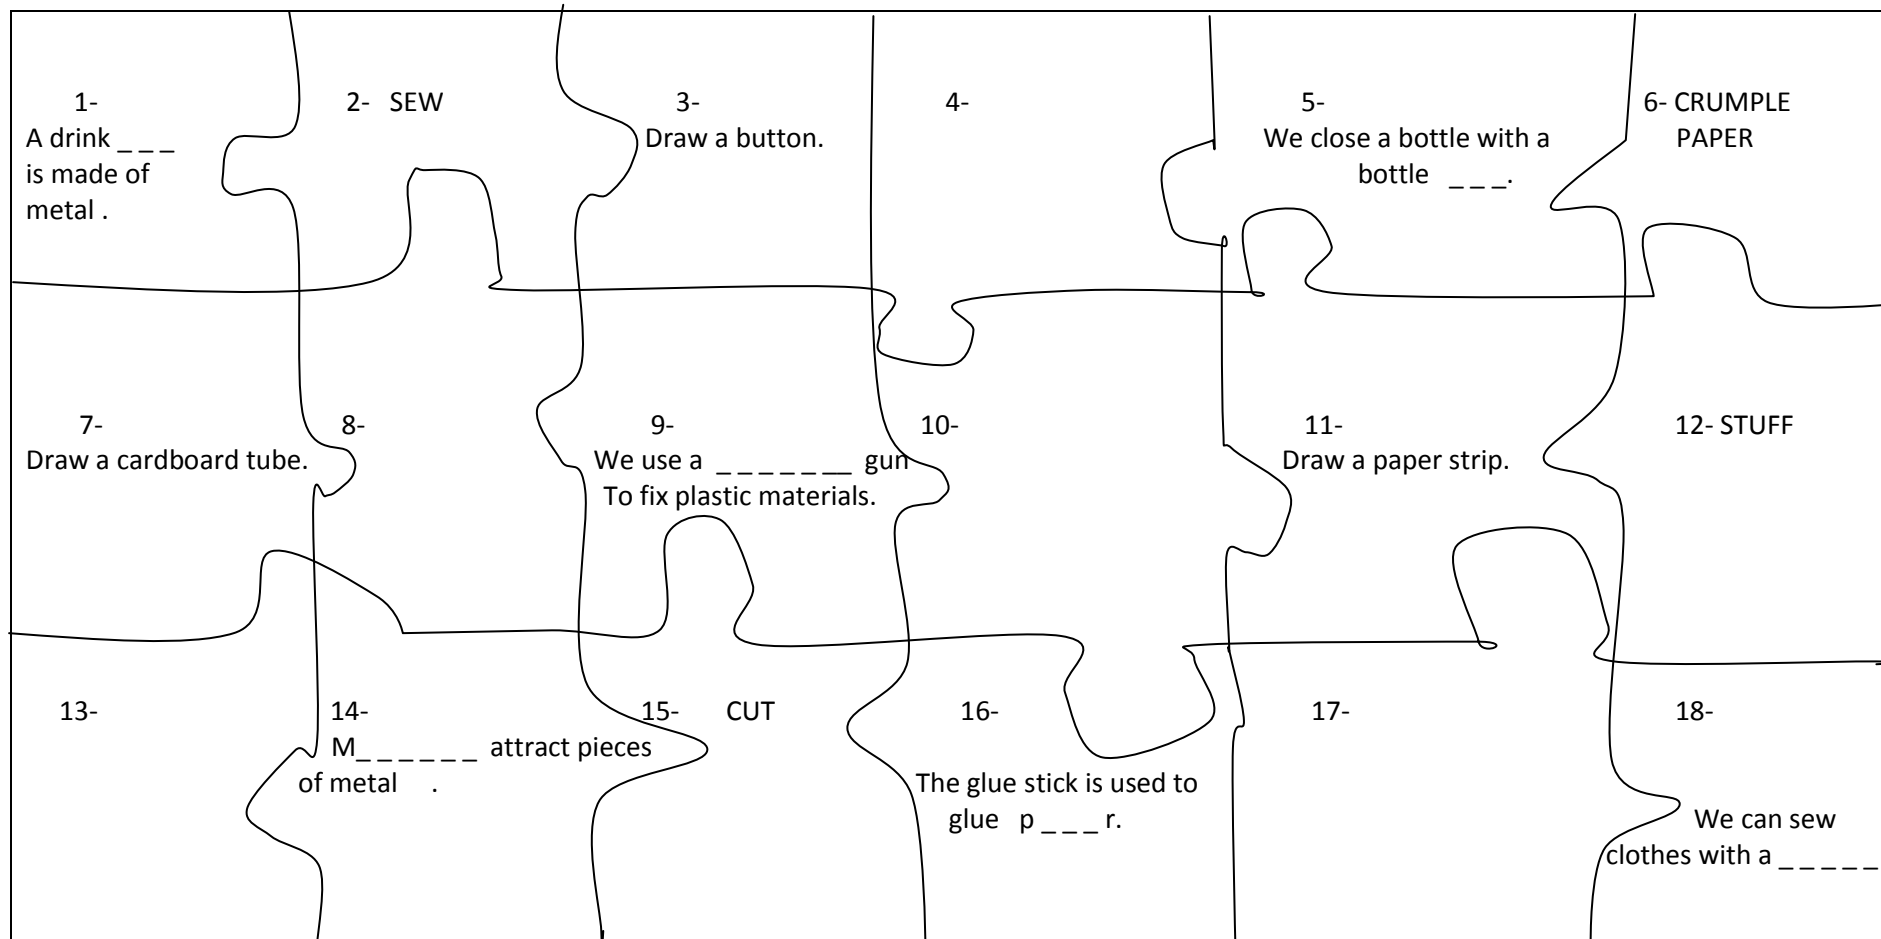 1-
A drink _ _ _
is made of
metal .
2- SEW
3-
Draw a button.
4-
5-
We close a bottle with a
bottle _ _ _.
6- CRUMPLE
PAPER
7-
Draw a cardboard tube.
8-
9-
We use a _ _ _ _ _ _ _ gun
To fix plastic materials.
10-
11-
Draw a paper strip.
12- STUFF
13-
14-
M_ _ _ _ _ _ attract pieces
of metal .
15- CUT
16-
The glue stick is used to
glue p _ _ _ r.
17-
18-
We can sew
clothes with a _ _ _ _ _